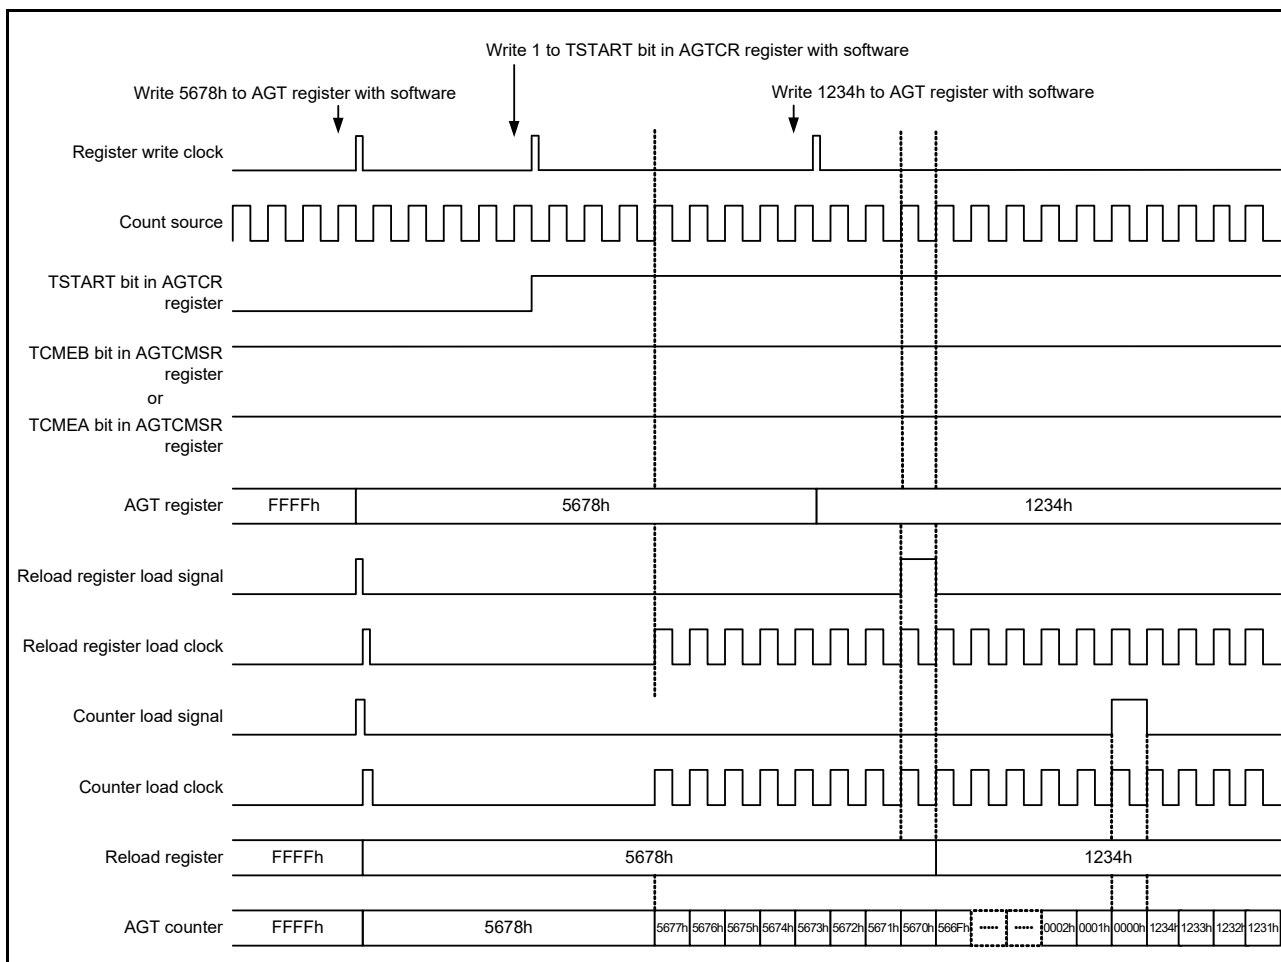 Write 1 to TSTART bit in AGTCR register with software
Write 5678h to AGT register with software
Write 1234h to AGT register with software
Register write clock
Count source
TSTART bit in AGTCR
register
TCMEB bit in AGTCMSR
register
or
TCMEA bit in AGTCMSR
register
AGT register FFFFh 5678h 1234h
Reload register load signal
Reload register load clock
Counter load signal
Counter load clock
Reload register FFFFh 5678h 1234h
AGT counter FFFFh 5678h 5677h 5676h 5675h 5674h 5673h 5672h 5671h 5670h 566Fh ····· ····· 0002h 0001h 0000h 1234h 1233h 1232h 1231h